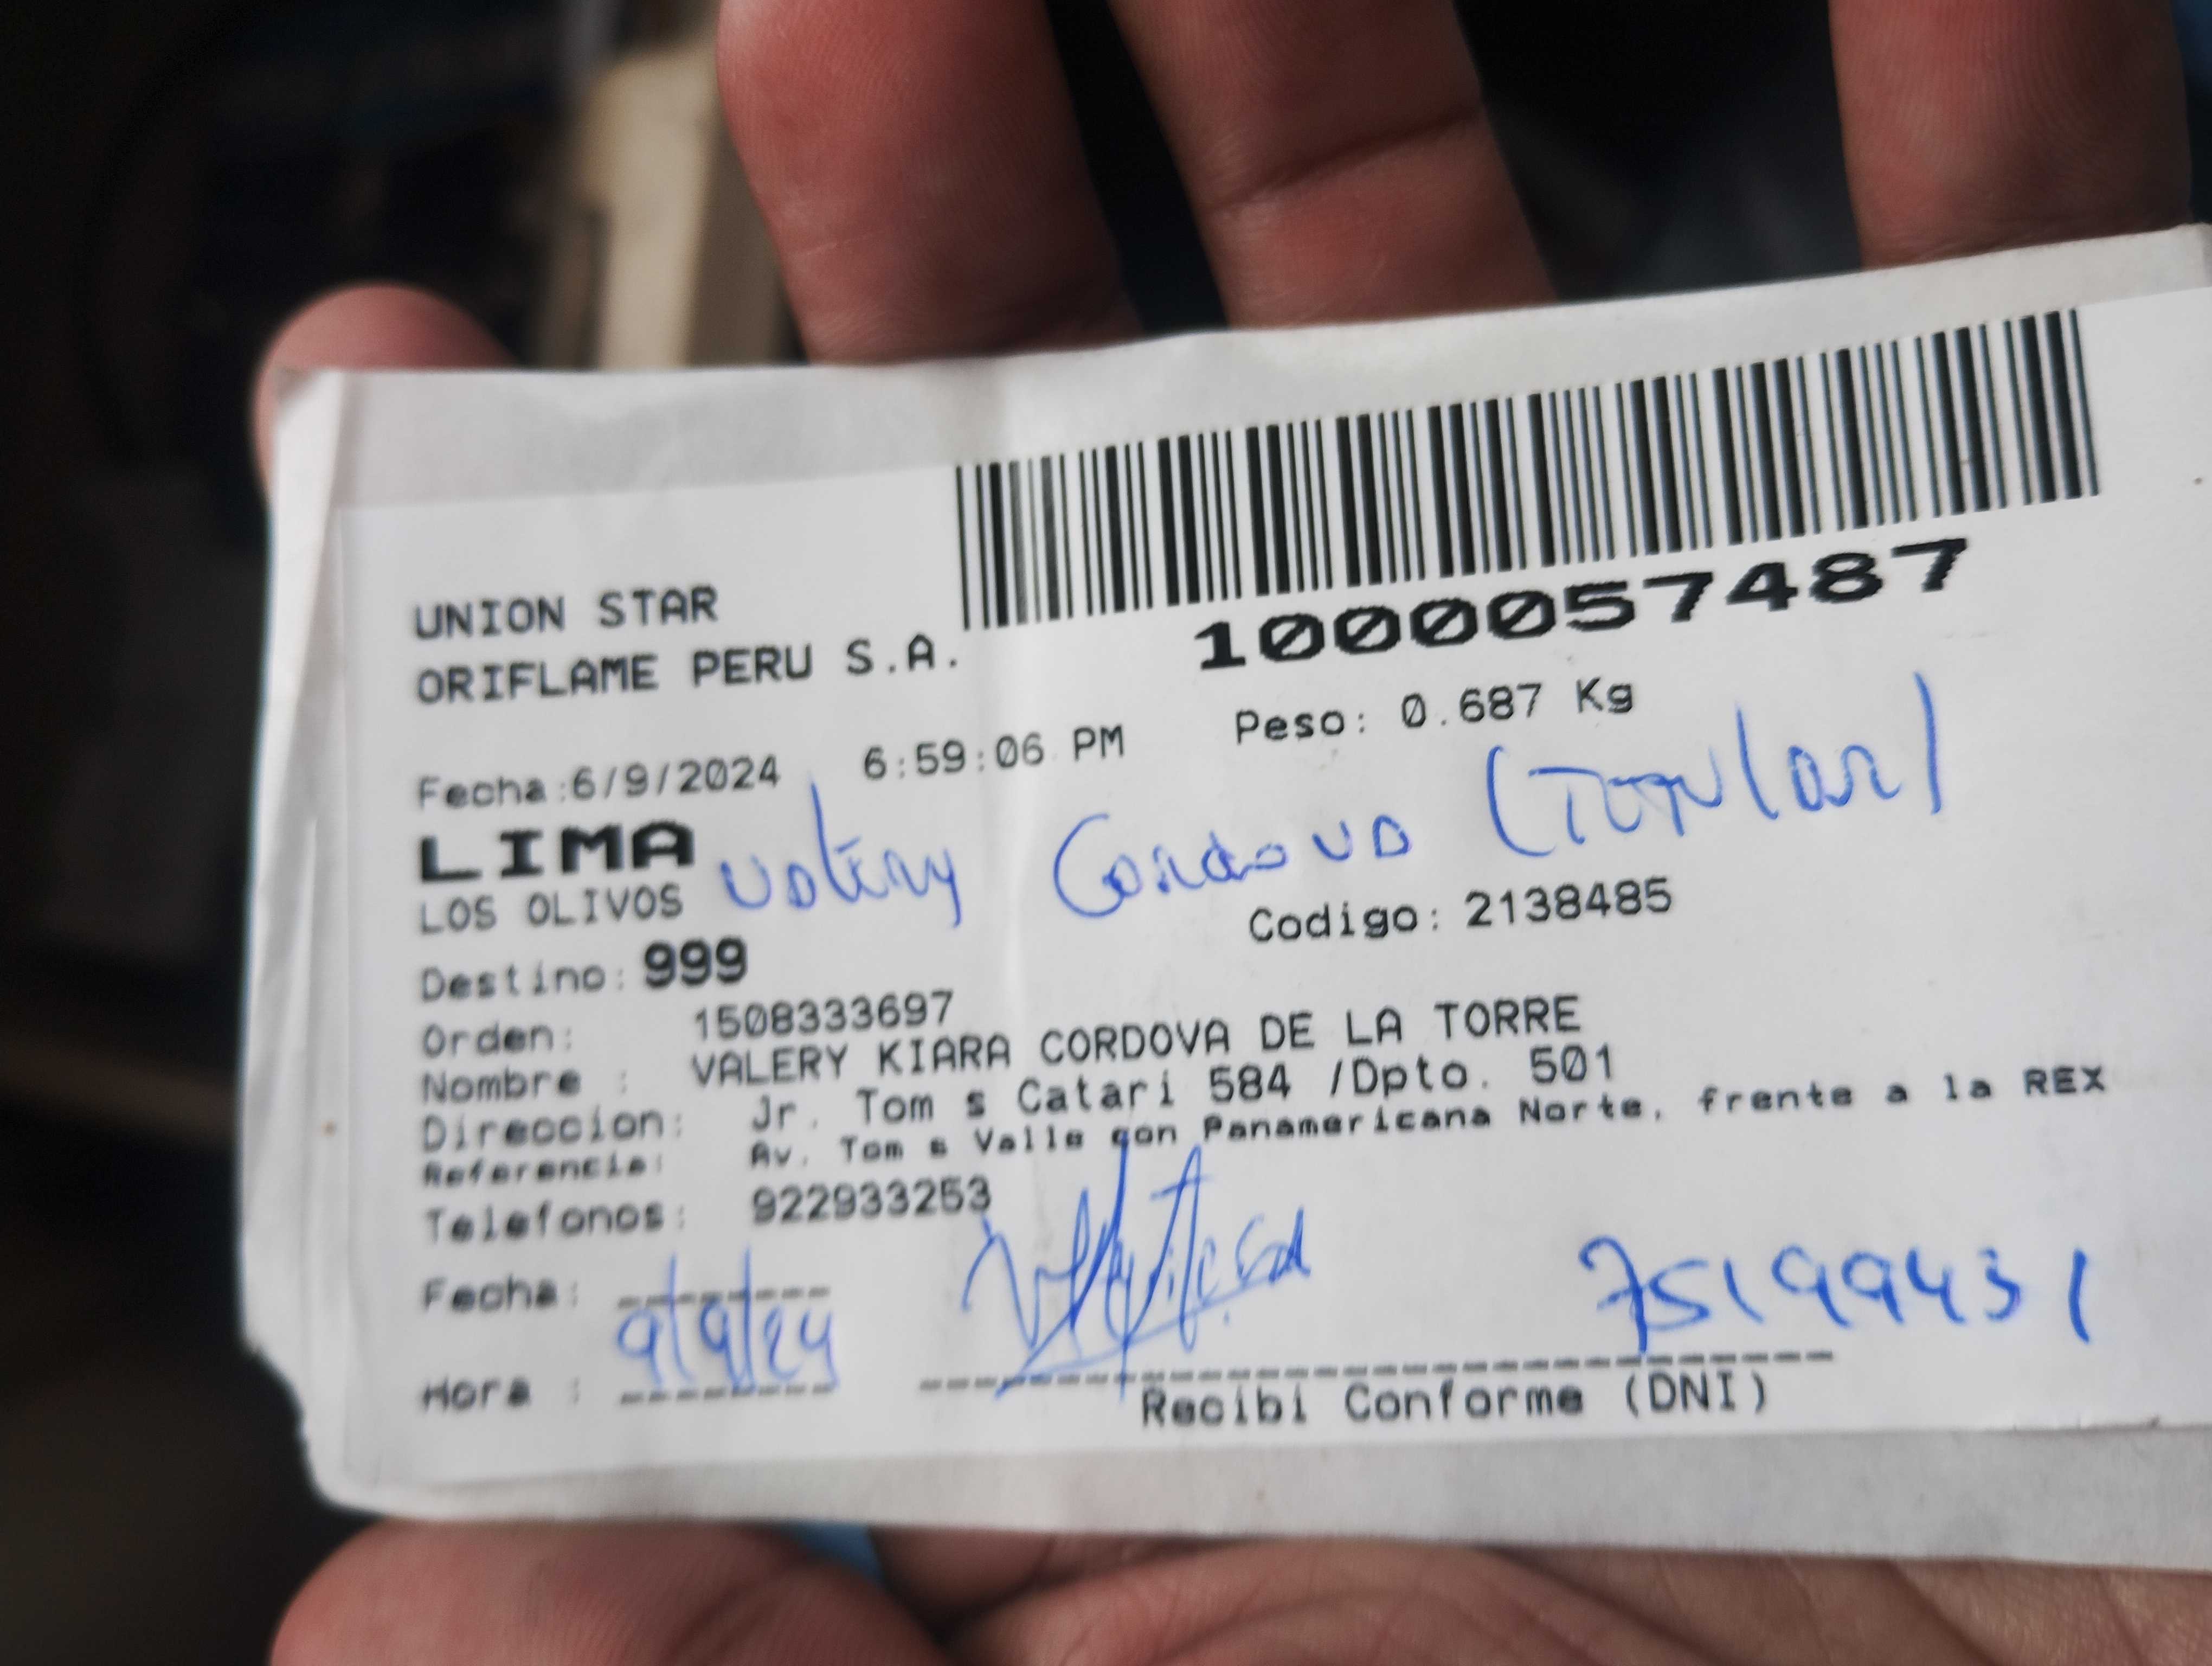 1000057487
UNION STAR
ORIFLAME PERU S.A.
Fecha:6/9/2024 6:59:06 PM Peso: 0.687 Kg
LIMA
Valery Cordova (Titular)
LOS OLIVOS
Codigo: 2138485
Destino: 999
Orden: 1508333697
Nombre : VALERY KIARA CORDOVA DE LA TORRE
Direccion: Jr. Tom s Catari 584 /Dpto. 501
Referencia: Av. Tom s Valle con Panamericana Norte, frente a la REX
Telefonos: 922933253
Fecha: 9/9/24
75199431
Hora :
Recibi Conforme (DNI)